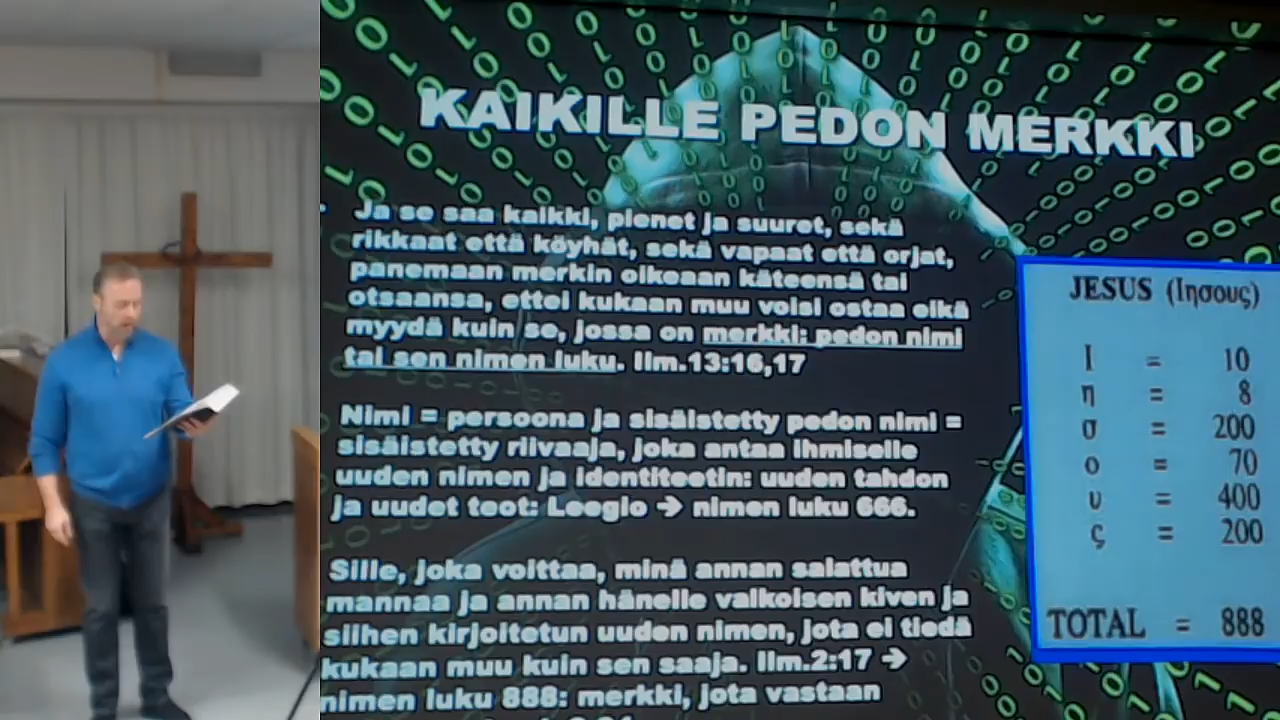 KAIKILLE PEDON MERKKI
Ja se saa kaikki, pienet ja suuret, sekä
rikkaat että köyhät, sekä vapaat että orjat,
panemaan merkin oikeaan käteensä tai
otsaansa, ettei kukaan muu voisi ostaa eikä
myydä kuin se, jossa on merkki: pedon nimi
tai sen nimen luku. Ilm.13:16,17
Nimi = persoona ja sisäistetty pedon nimi =
sisäistetty riivaaja, joka antaa ihmiselle
uuden nimen ja identiteetin: uuden tahdon
ja uudet teot: Leegio → nimen luku 666.
Sille, joka voittaa, minä annan salattua
mannaa ja annan hänelle valkoisen kiven ja
siihen kirjoitetun uuden nimen, jota ei tiedä
kukaan muu kuin sen saaja. Ilm.2:17 →
nimen luku 888: merkki, jota vastaan
JESUS (Ιησους)
Ι = 10
η = 8
σ = 200
ο = 70
υ = 400
ς = 200
TOTAL = 888